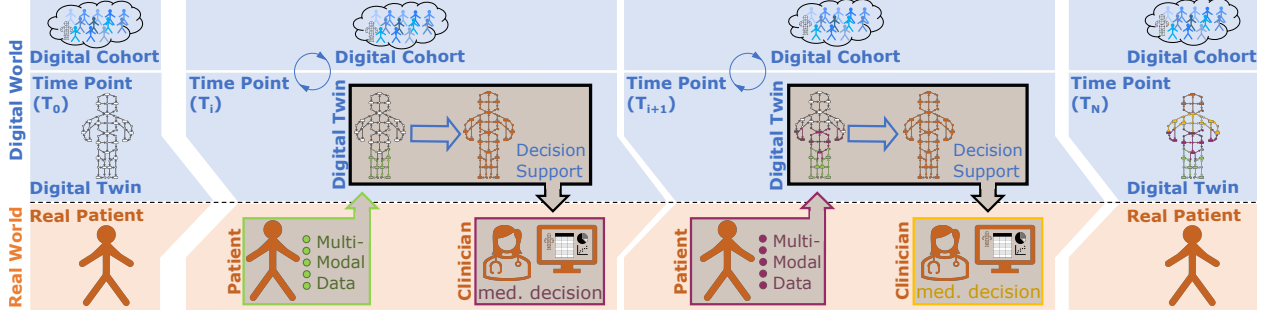 Digital World
Real World
Digital Cohort
Time Point
(T₀)
Digital Twin
Real Patient
Digital Cohort
Time Point
(Tᵢ)
Digital Twin
Decision
Support
Patient
Multi-
Modal
Data
Clinician
med. decision
Digital Cohort
Time Point
(Tᵢ₊₁)
Digital Twin
Decision
Support
Patient
Multi-
Modal
Data
Clinician
med. decision
Digital Cohort
Time Point
(T_N)
Digital Twin
Real Patient